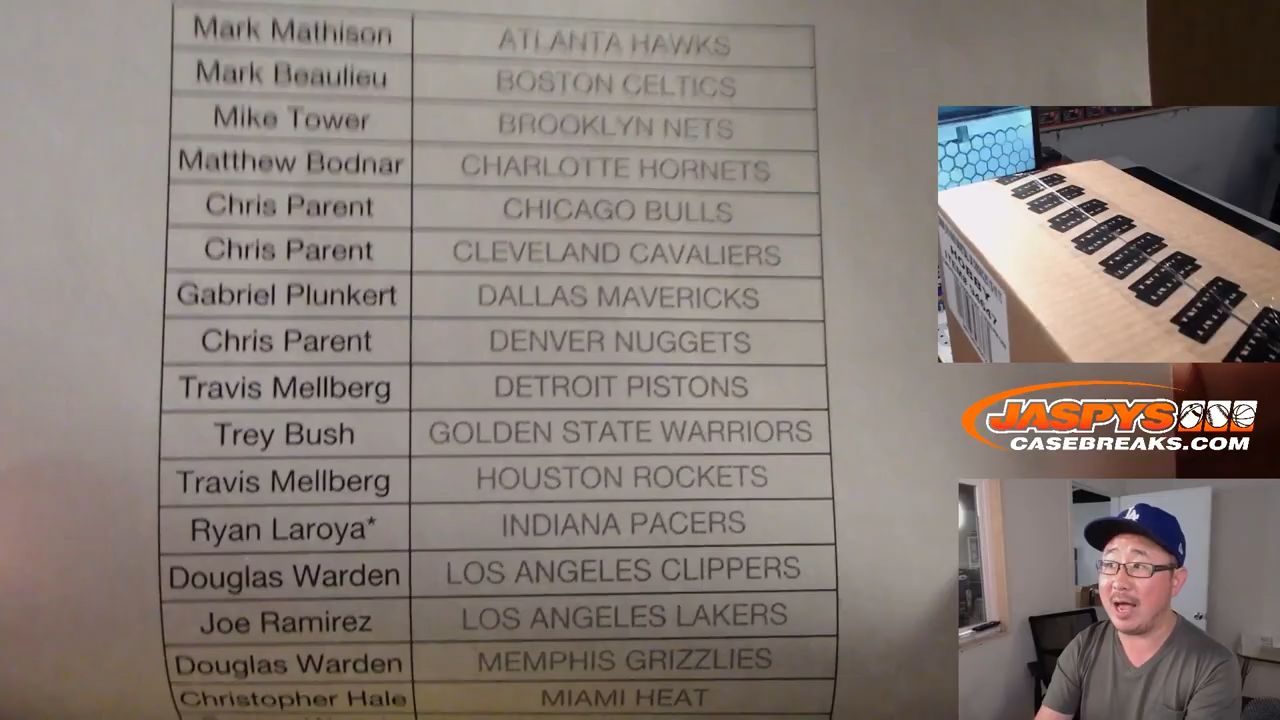 Mark Mathison ATLANTA HAWKS
Mark Beaulieu BOSTON CELTICS
Mike Tower BROOKLYN NETS
Matthew Bodnar CHARLOTTE HORNETS
Chris Parent CHICAGO BULLS
Chris Parent CLEVELAND CAVALIERS
Gabriel Plunkert DALLAS MAVERICKS
Chris Parent DENVER NUGGETS
Travis Mellberg DETROIT PISTONS
Trey Bush GOLDEN STATE WARRIORS
Travis Mellberg HOUSTON ROCKETS
Ryan Laroya* INDIANA PACERS
Douglas Warden LOS ANGELES CLIPPERS
Joe Ramirez LOS ANGELES LAKERS
Douglas Warden MEMPHIS GRIZZLIES
Christopher Hale MIAMI HEAT
HOBBY
JASPYS
CASEBREAKS.COM
LA